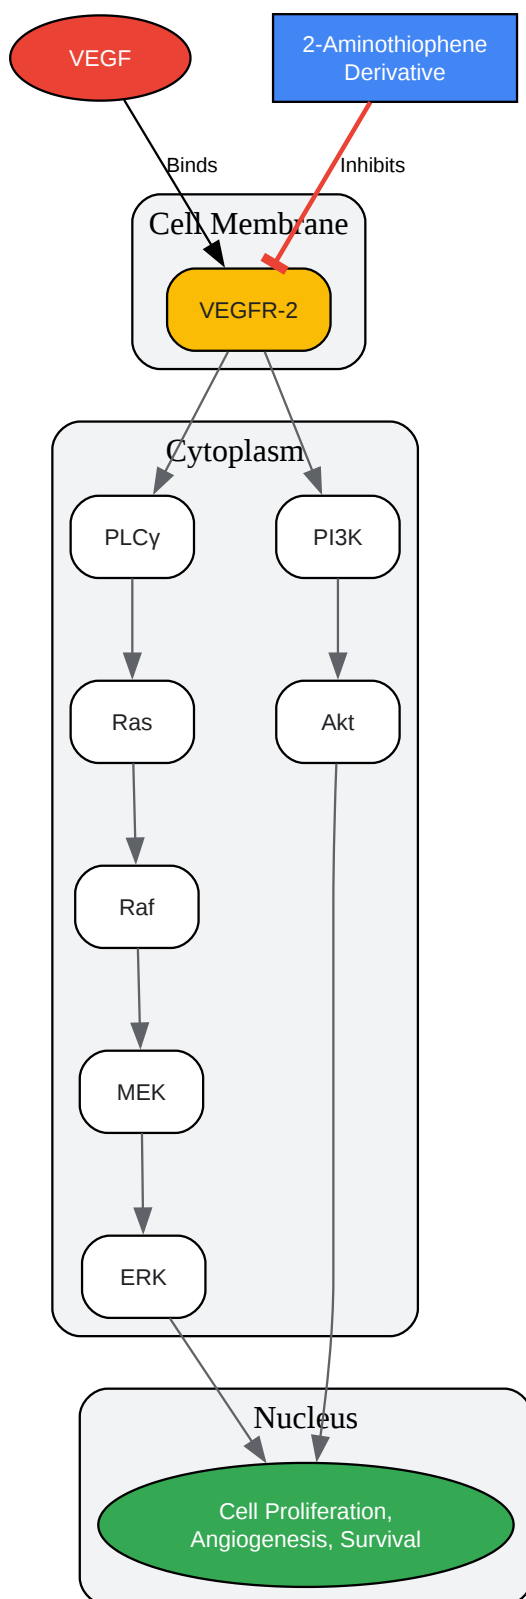 VEGF
2-Aminothiophene
Derivative
Binds
Inhibits
Cell Membrane
VEGFR-2
Cytoplasm
PLCγ
PI3K
Ras
Akt
Raf
MEK
ERK
Nucleus
Cell Proliferation,
Angiogenesis, Survival